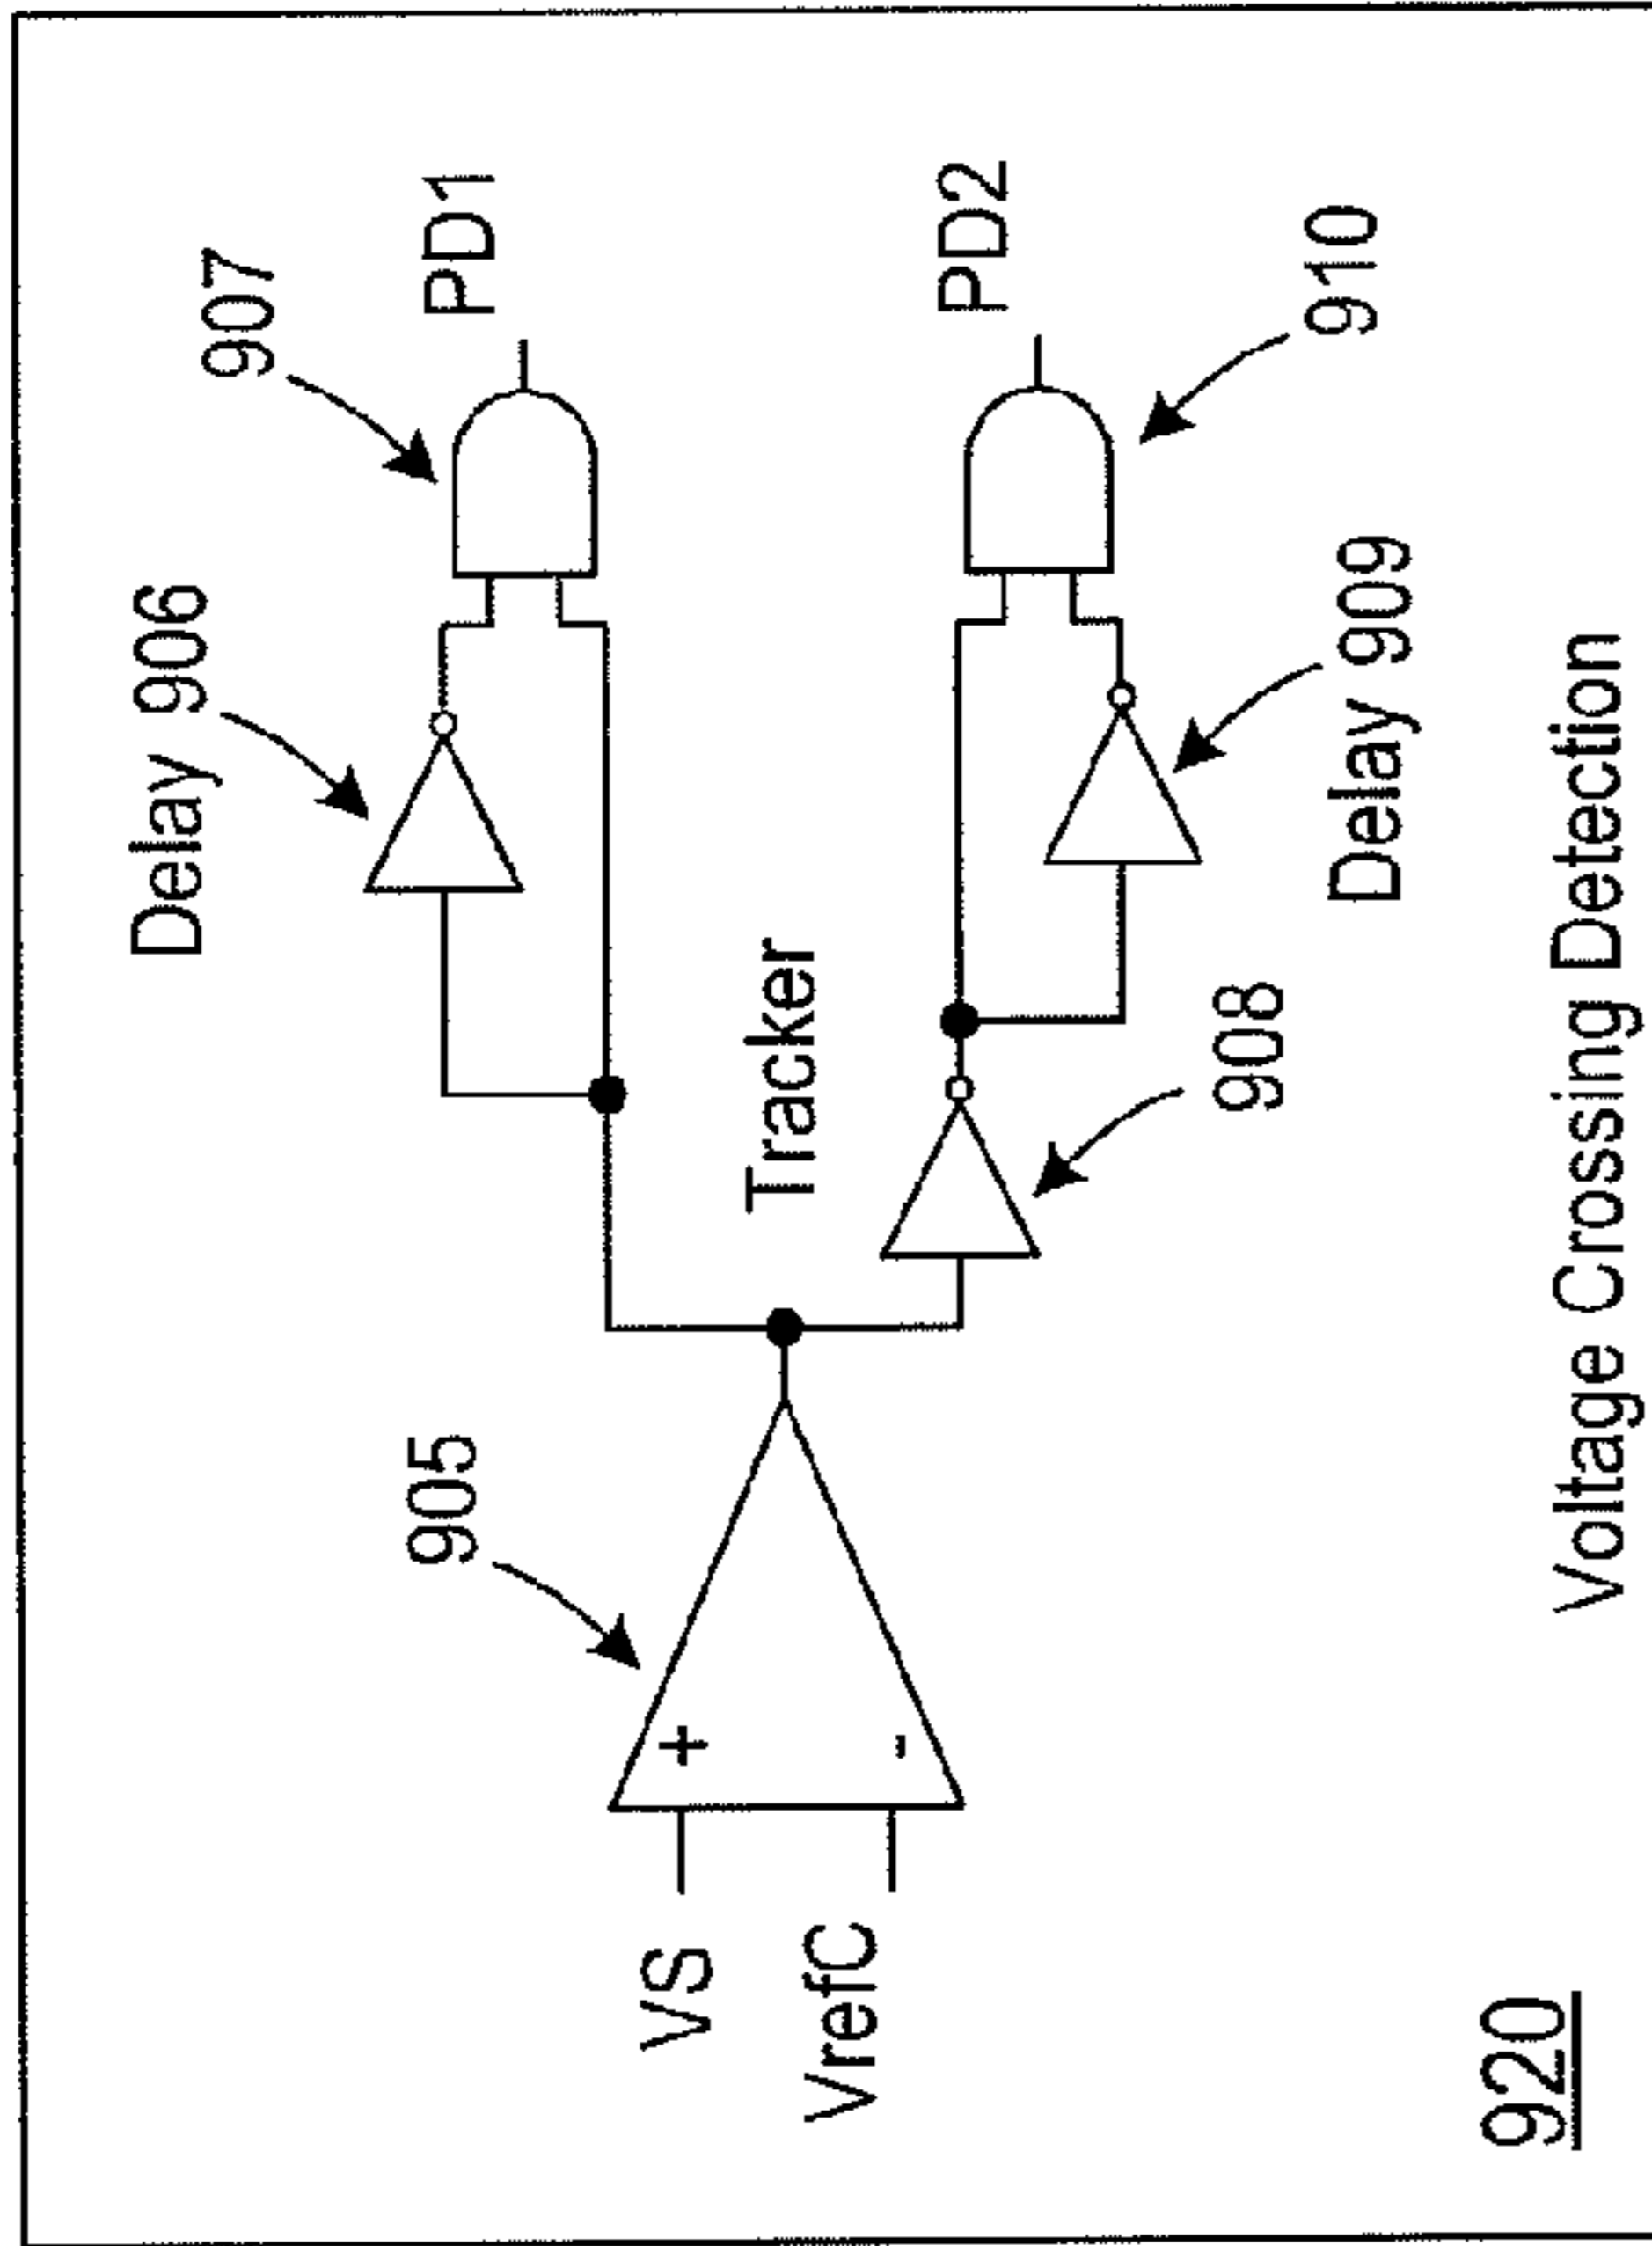 Delay 906
907
PD1
905
VS
VrefC
Tracker
PD2
908
910
Delay 909
920
Voltage Crossing Detection